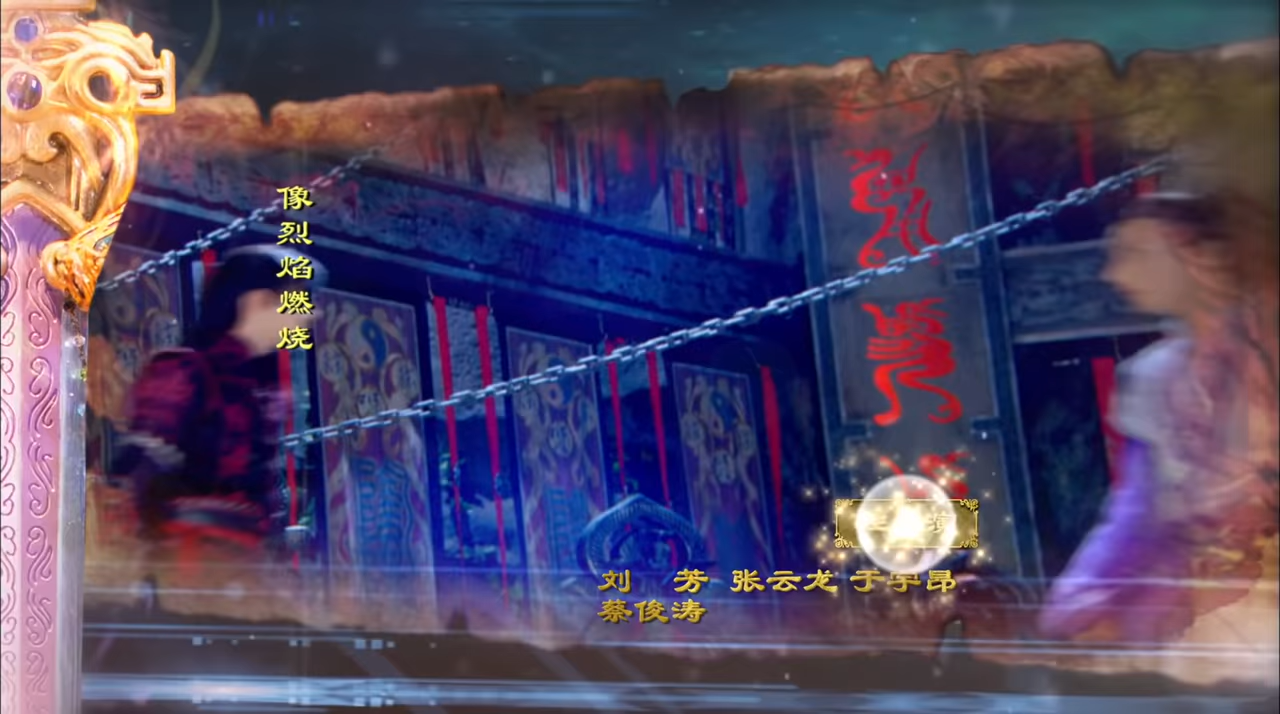 像烈焰燃烧
刘 芳 张云龙 于宇昂
蔡俊涛